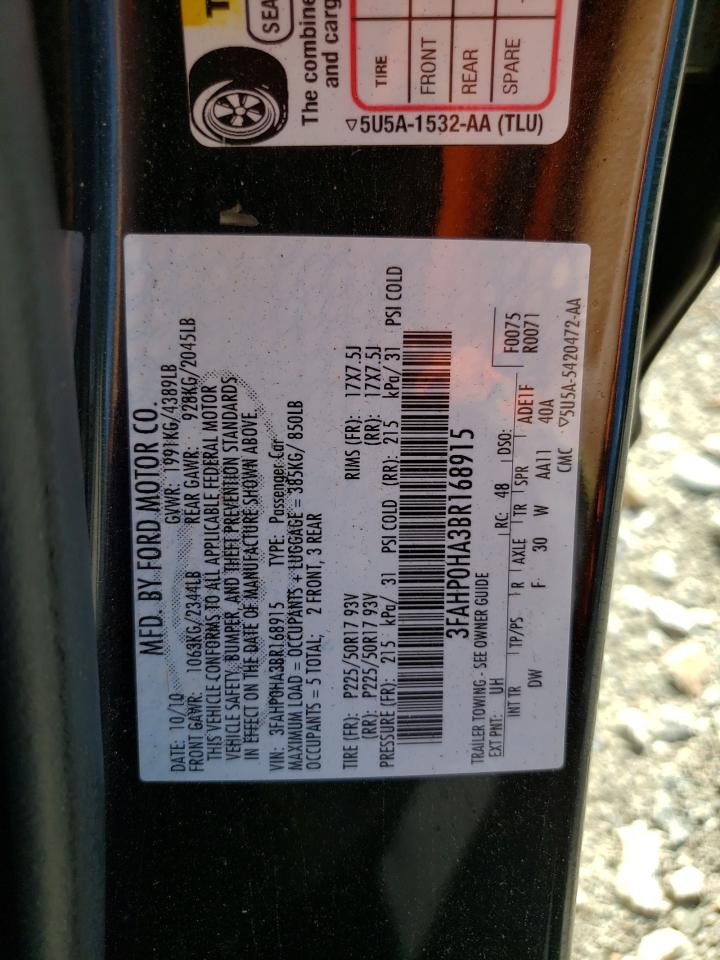 SEA
The combine
and carg
TIRE
FRONT
REAR
SPARE
5U5A-1532-AA (TLU)
MFD. BY FORD MOTOR CO.
DATE: 10/10 GVWR: 1991KG/4389LB
FRONT GAWR: 1063KG/2344LB REAR GAWR: 928KG/2045LB
THIS VEHICLE CONFORMS TO ALL APPLICABLE FEDERAL MOTOR
VEHICLE SAFETY, BUMPER, AND THEFT PREVENTION STANDARDS
IN EFFECT ON THE DATE OF MANUFACTURE SHOWN ABOVE.
VIN: 3FAHP0HA3BR168915 TYPE: Passenger Car
MAXIMUM LOAD = OCCUPANTS + LUGGAGE = 385KG/ 850LB
OCCUPANTS = 5 TOTAL; 2 FRONT, 3 REAR
TIRE (FR): P225/50R17 93V RIMS (FR): 17X7.5J
(RR): P225/50R17 93V (RR): 17X7.5J
PRESSURE (FR): 215 kPa/ 31 PSI COLD (RR): 215 kPa/ 31 PSI COLD
3FAHP0HA3BR168915
TRAILER TOWING - SEE OWNER GUIDE F0075
EXT PNT: UH RC: 48 DSO: R0071
INT TR TP/PS R AXLE TR SPR ADE1F
DW F 30 W AA11 40A
CMC ▽5U5A-5420472-AA